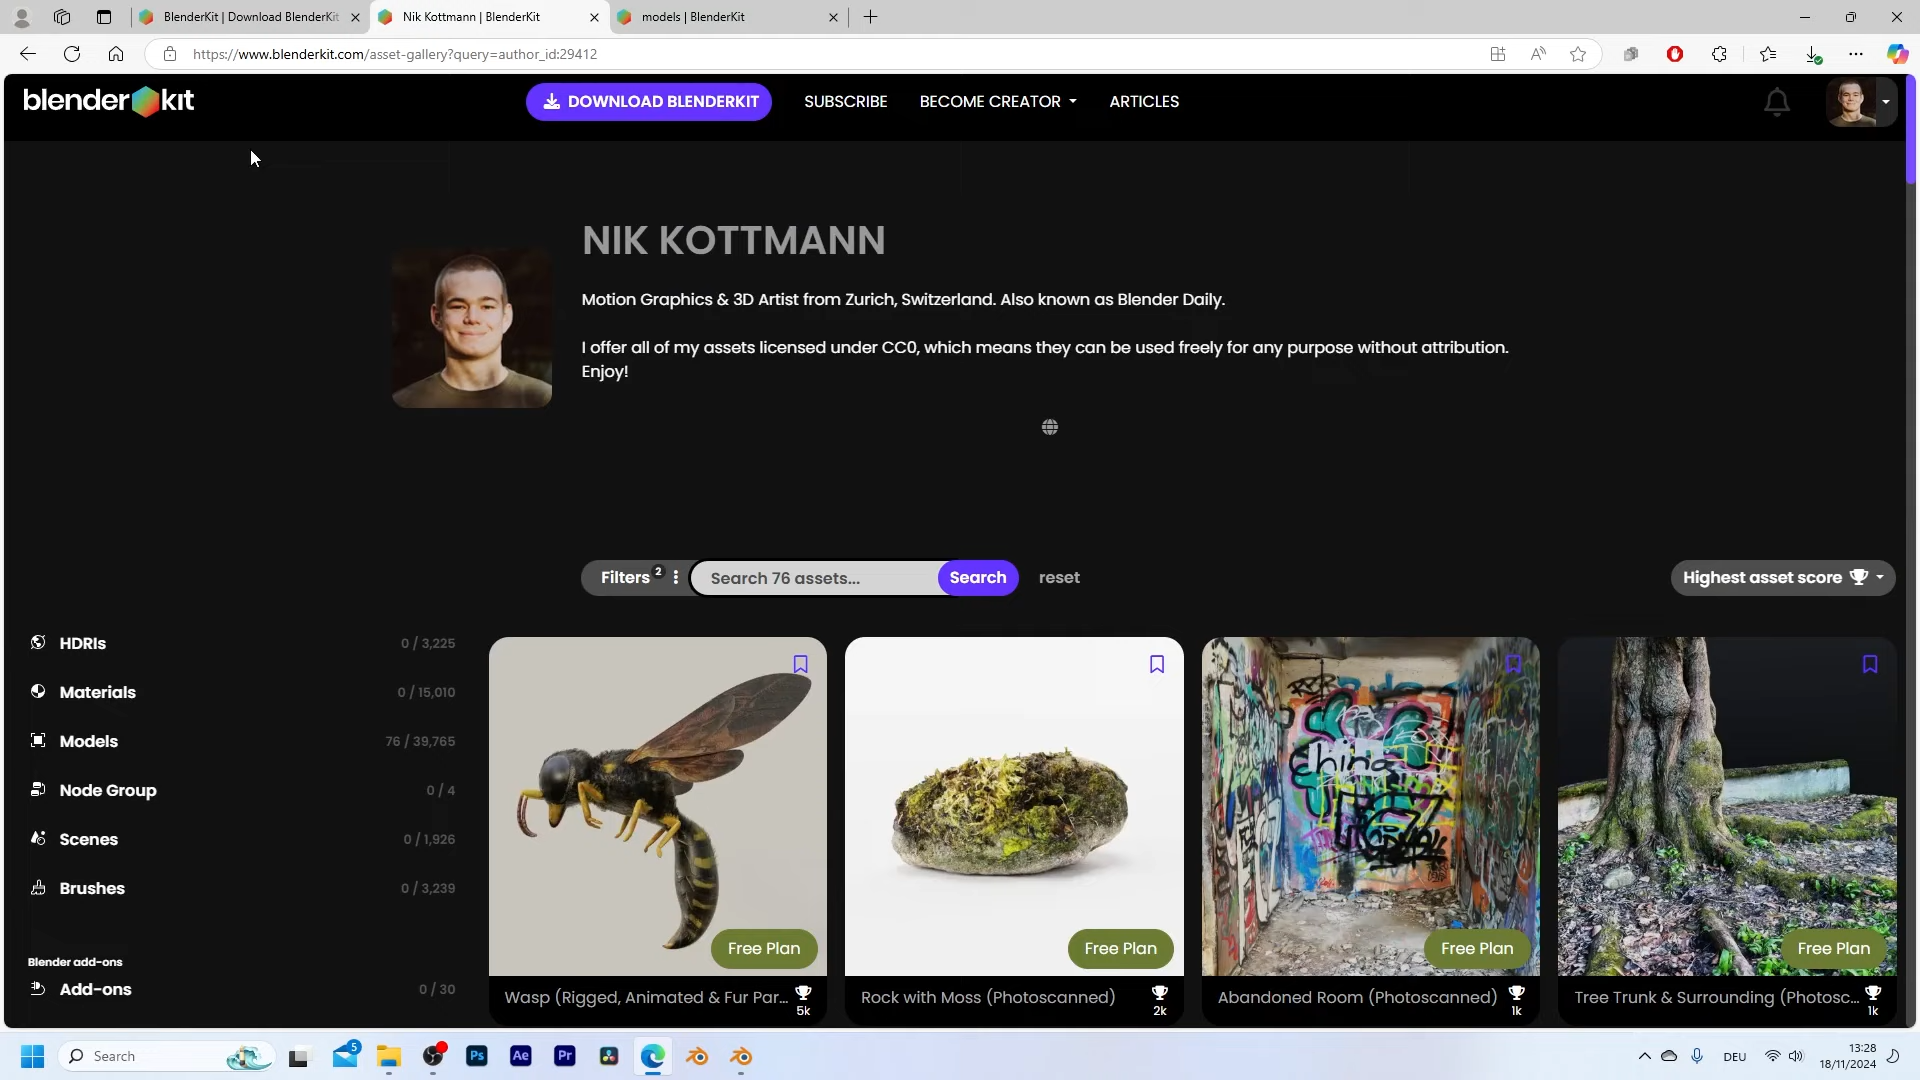 BlenderKit | Download BlenderKit
Nik Kottmann | BlenderKit
models | BlenderKit
https://www.blenderkit.com/asset-gallery?query=author_id:29412
blenderkit
DOWNLOAD BLENDERKIT
SUBSCRIBE
BECOME CREATOR
ARTICLES
NIK KOTTMANN
Motion Graphics & 3D Artist from Zurich, Switzerland. Also known as Blender Daily.
I offer all of my assets licensed under CC0, which means they can be used freely for any purpose without attribution.
Enjoy!
Filters 2
Search 76 assets...
Search
reset
Highest asset score
HDRIs 0 / 3,225
Materials 0 / 15,010
Models 76 / 39,765
Node Group 0 / 4
Scenes 0 / 1,926
Brushes 0 / 3,239
Blender add-ons
Add-ons 0 / 30
china
Free Plan
Free Plan
Free Plan
Free Plan
Wasp (Rigged, Animated & Fur Par... 5k
Rock with Moss (Photoscanned) 2k
Abandoned Room (Photoscanned) 1k
Tree Trunk & Surrounding (Photosc... 1k
Search
5
Ps
Ae
Pr
DEU
13:28
18/11/2024